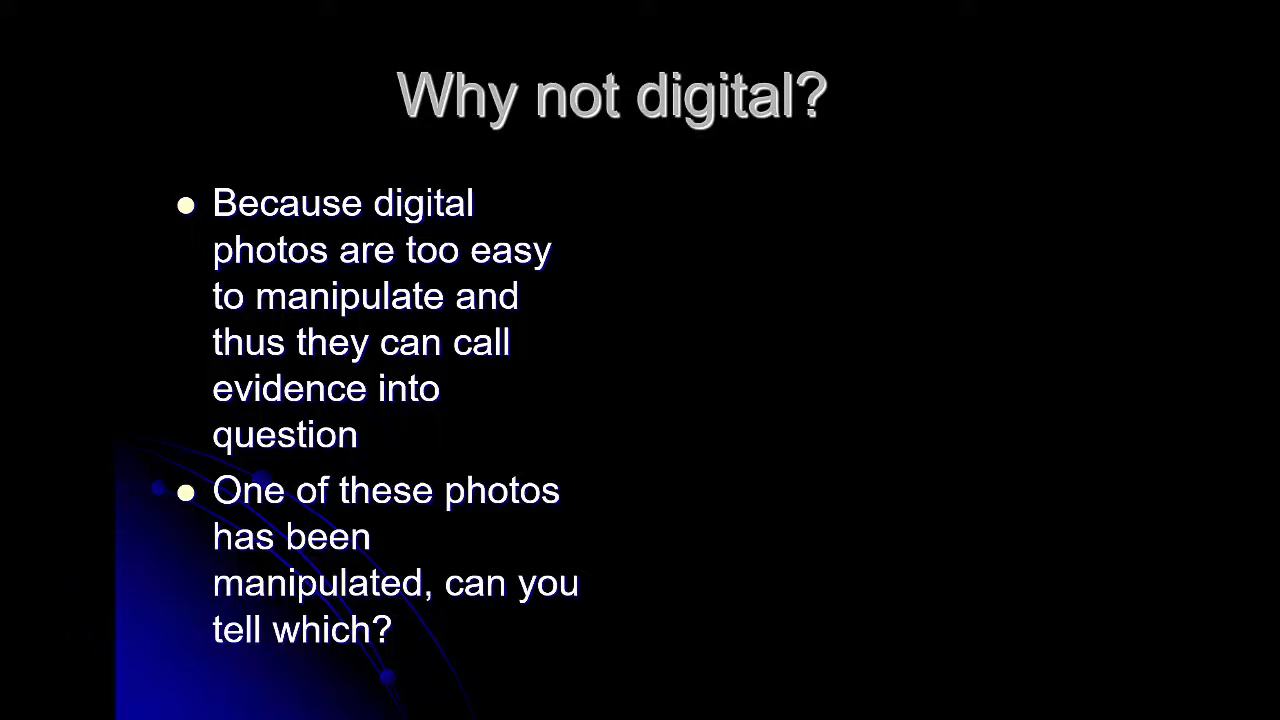 Why not digital?
Because digital
photos are too easy
to manipulate and
thus they can call
evidence into
question
One of these photos
has been
manipulated, can you
tell which?